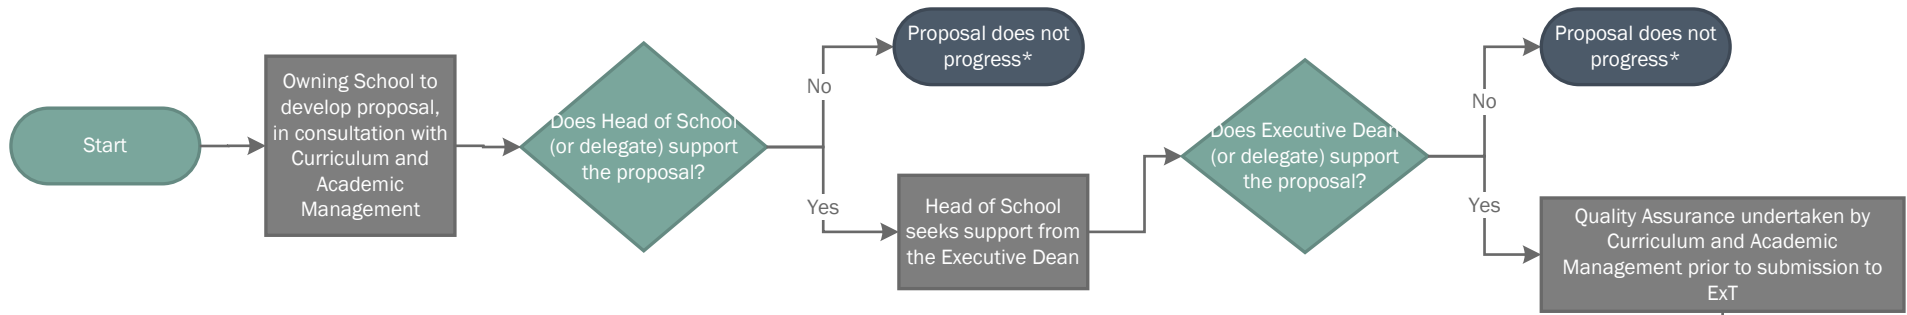 Start
Owning School to
develop proposal,
in consultation with
Curriculum and
Academic
Management
Does Head of School
(or delegate) support
the proposal?
No
Proposal does not
progress*
Yes
Head of School
seeks support from
the Executive Dean
Does Executive Dean
(or delegate) support
the proposal?
No
Proposal does not
progress*
Yes
Quality Assurance undertaken by
Curriculum and Academic
Management prior to submission to
ExT